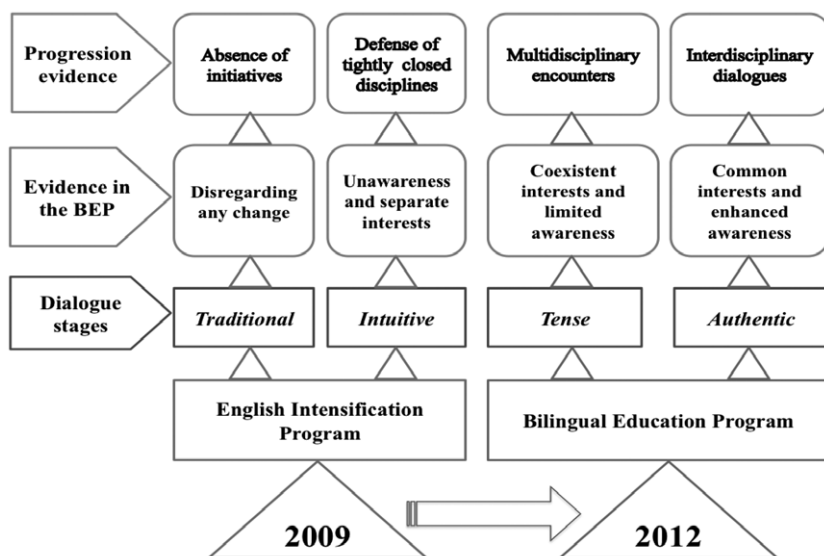 Progression
evidence
Absence of
initiatives
Defense of
tightly closed
disciplines
Multidisciplinary
encounters
Interdisciplinary
dialogues
Evidence in
the BEP
Disregarding
any change
Unawareness
and separate
interests
Coexistent
interests and
limited
awareness
Common
interests and
enhanced
awareness
Dialogue
stages
Traditional
Intuitive
Tense
Authentic
English Intensification
Program
Bilingual Education Program
2009
2012